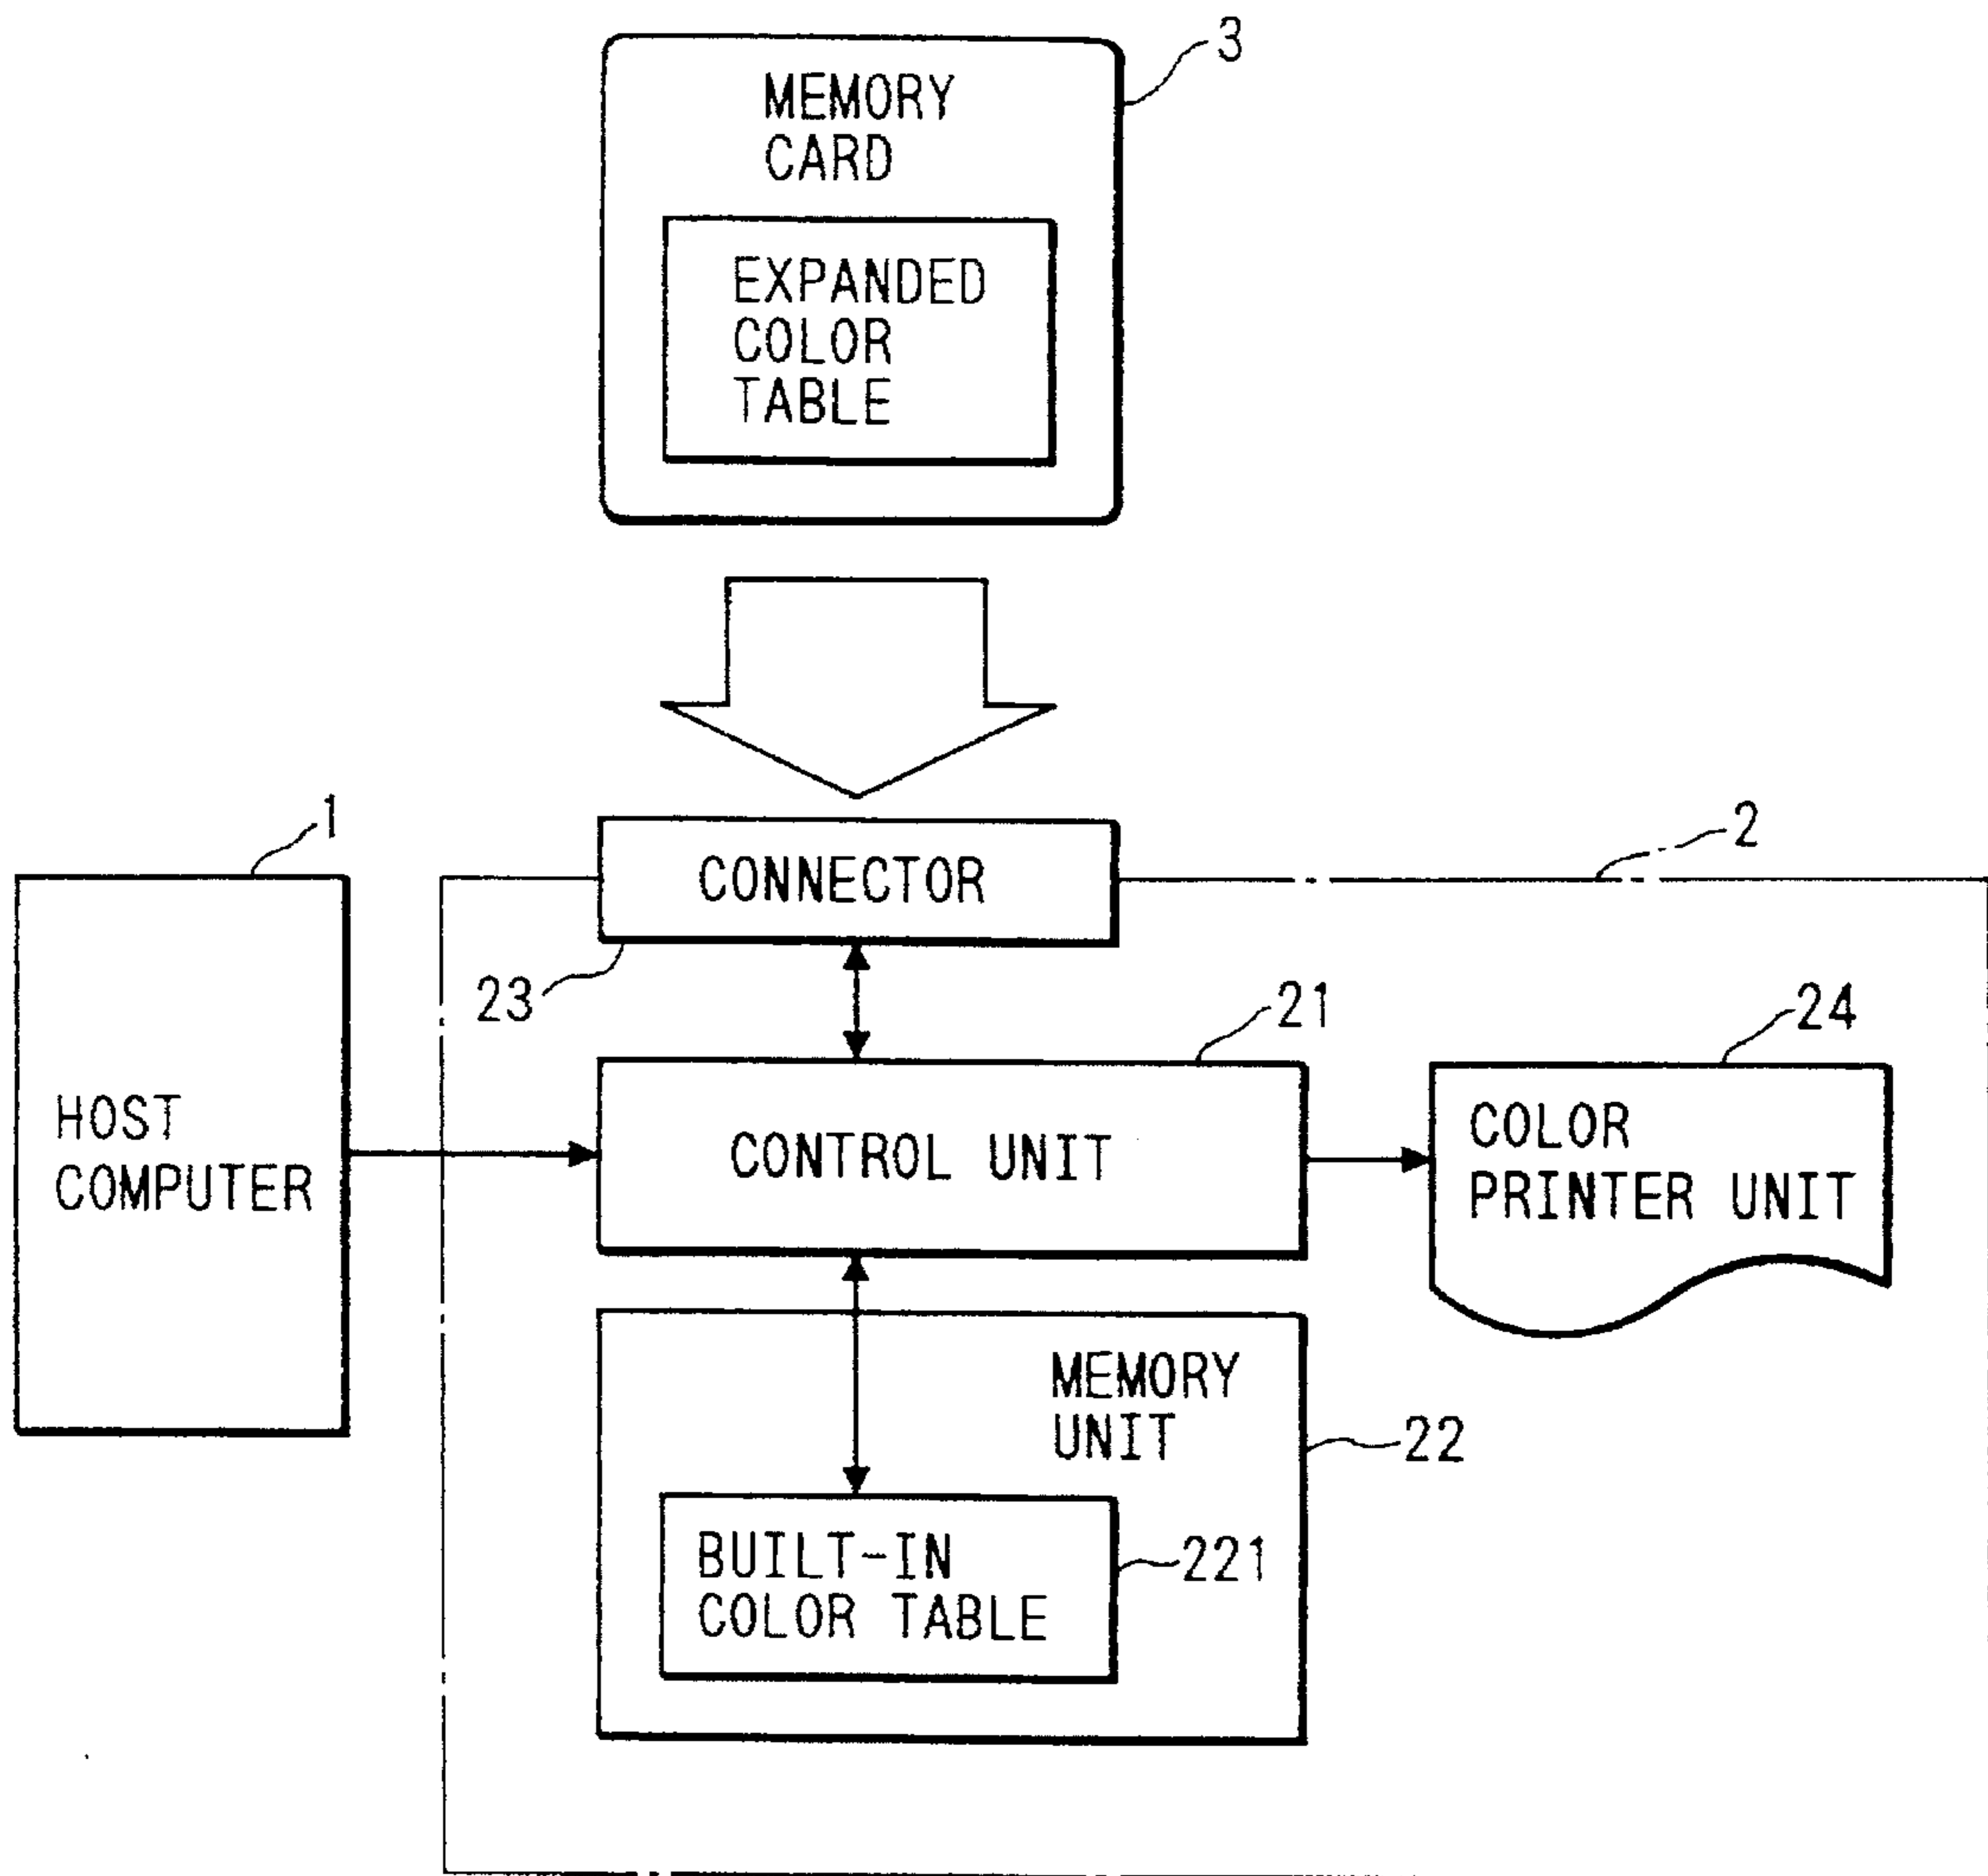 3
MEMORY
CARD
EXPANDED
COLOR
TABLE
1
2
CONNECTOR
23
21
24
HOST
COMPUTER
CONTROL UNIT
COLOR
PRINTER UNIT
MEMORY
UNIT
22
BUILT-IN
COLOR TABLE
221